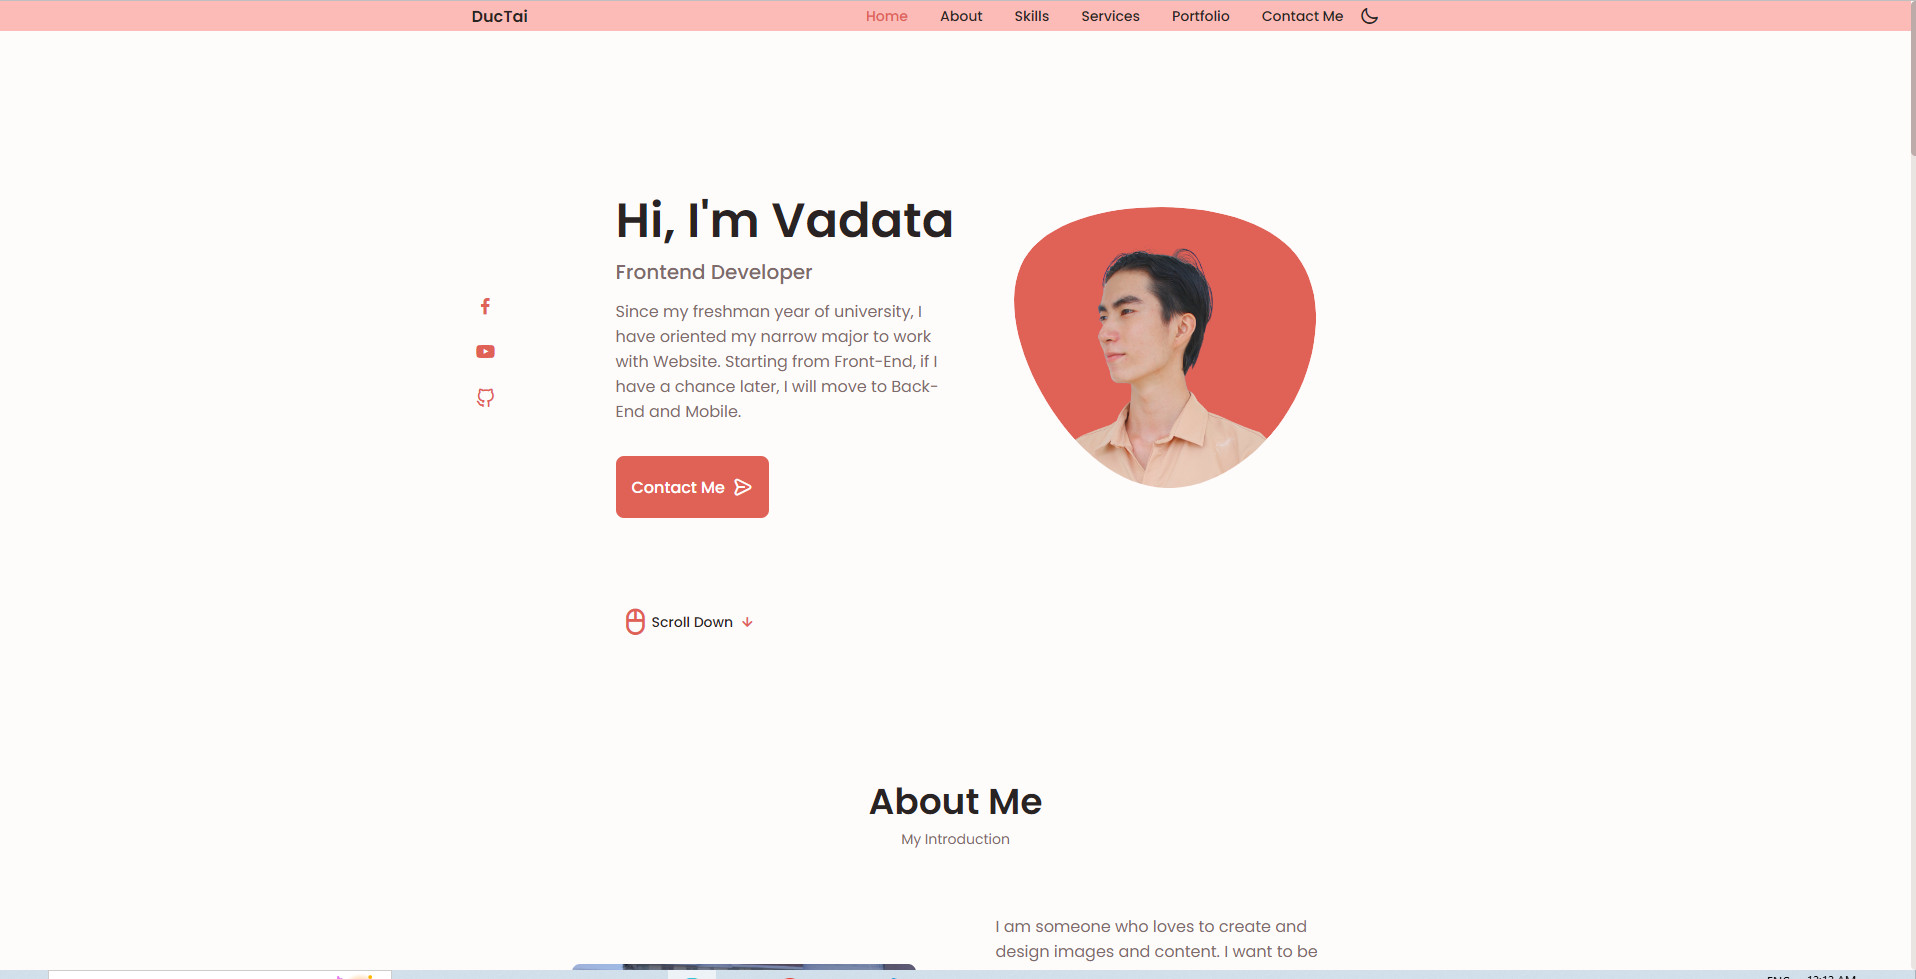 DucTai
Home About Skills Services Portfolio Contact Me
Hi, I'm Vadata
Frontend Developer
Since my freshman year of university, I
have oriented my narrow major to work
with Website. Starting from Front-End, if I
have a chance later, I will move to Back-
End and Mobile.
Contact Me
Scroll Down
About Me
My Introduction
I am someone who loves to create and
design images and content. I want to be